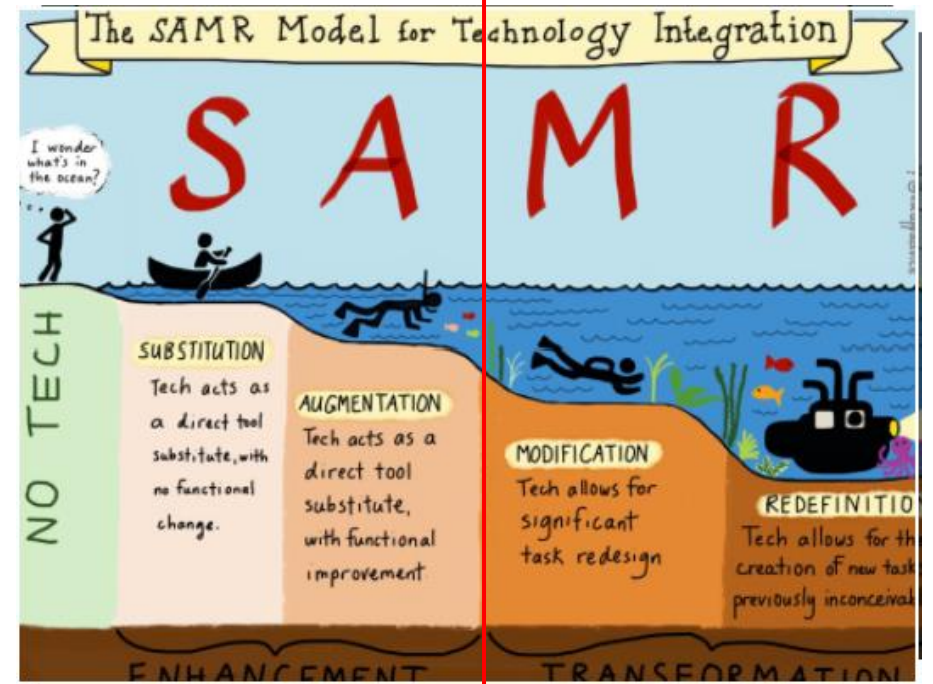 The SAMR Model for Technology Integration
S A M R
I wonder
what's in
the ocean?
NO TECH
SUBSTITUTION
Tech acts as
a direct tool
substitute, with
no functional
change.
AUGMENTATION
Tech acts as a
direct tool
substitute,
with functional
improvement
MODIFICATION
Tech allows for
significant
task redesign
REDEFINITIO
Tech allows for th
creation of new task
previously inconceivab
ENHANCEMENT
TRANSFORMATION